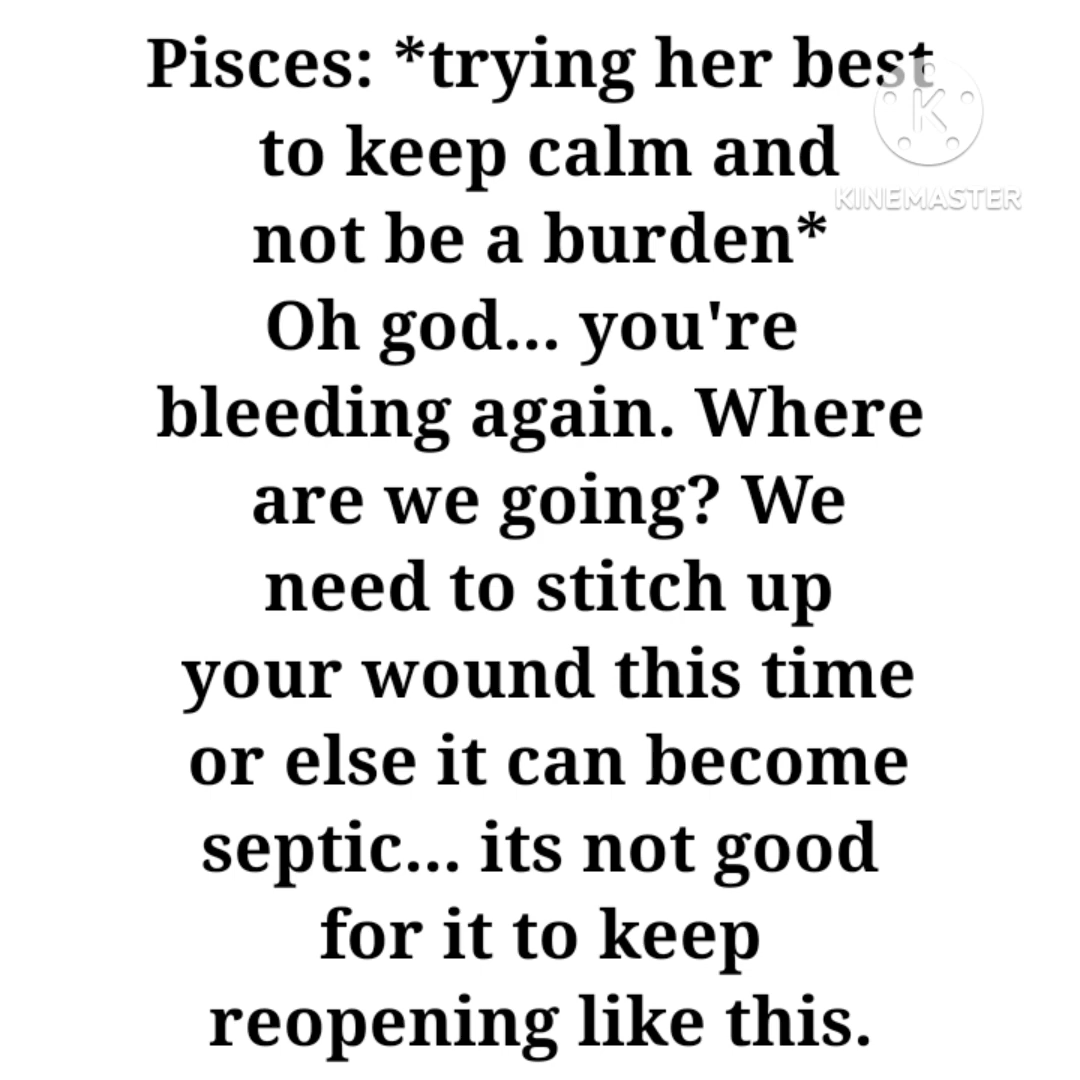 Pisces: *trying her best
to keep calm and
not be a burden*
Oh god... you're
bleeding again. Where
are we going? We
need to stitch up
your wound this time
or else it can become
septic... its not good
for it to keep
reopening like this.
K
KINEMASTER